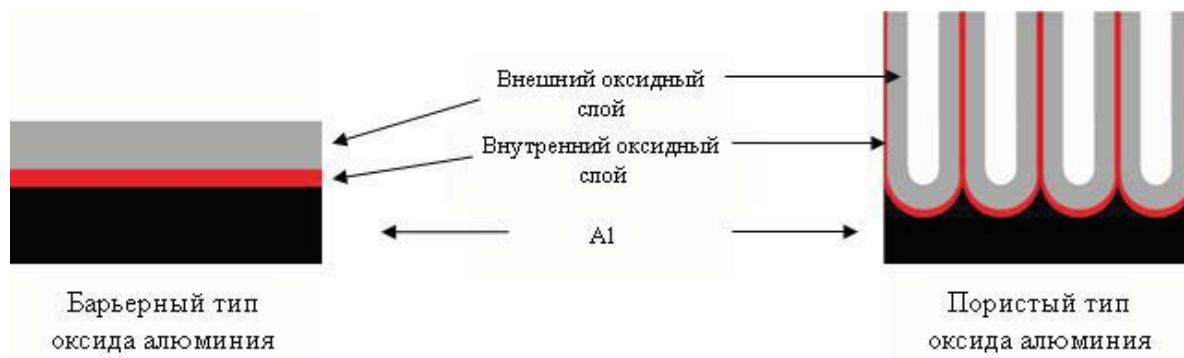 Внешний оксидный
слой
Внутренний оксидный
слой
Al
Барьерный тип
оксида алюминия
Пористый тип
оксида алюминия